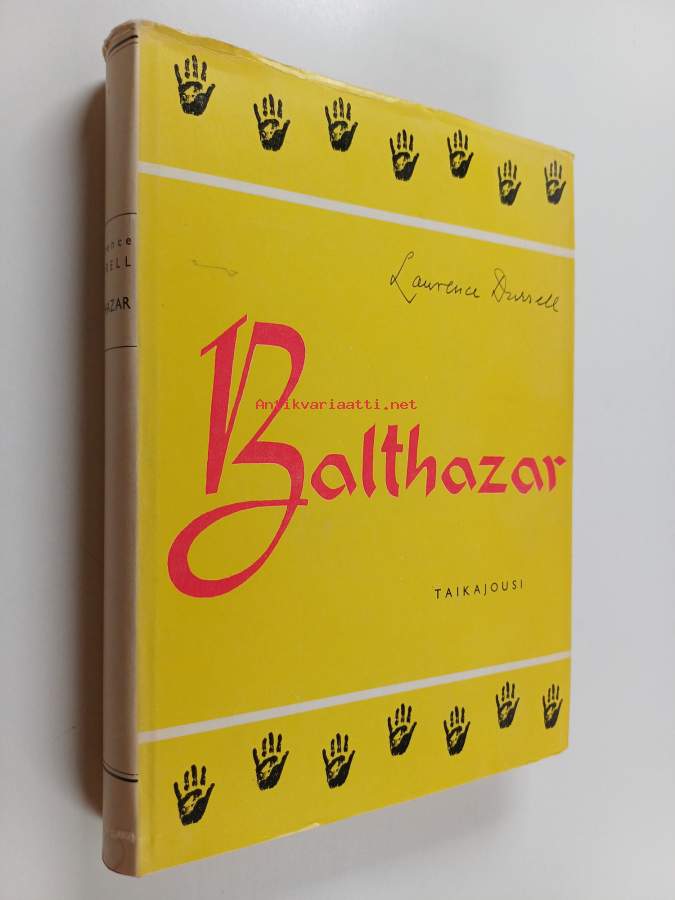 Lawrence Durrell
Antikvariaatti.net
Balthazar
TAIKAJOUSI